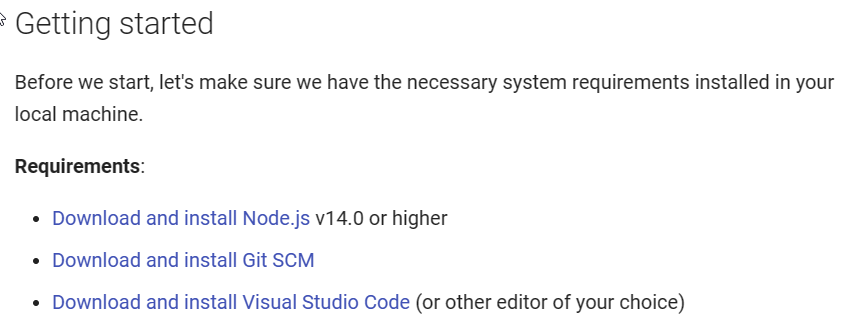 Getting started
Before we start, let's make sure we have the necessary system requirements installed in your
local machine.
Requirements:
• Download and install Node.js v14.0 or higher
• Download and install Git SCM
• Download and install Visual Studio Code (or other editor of your choice)